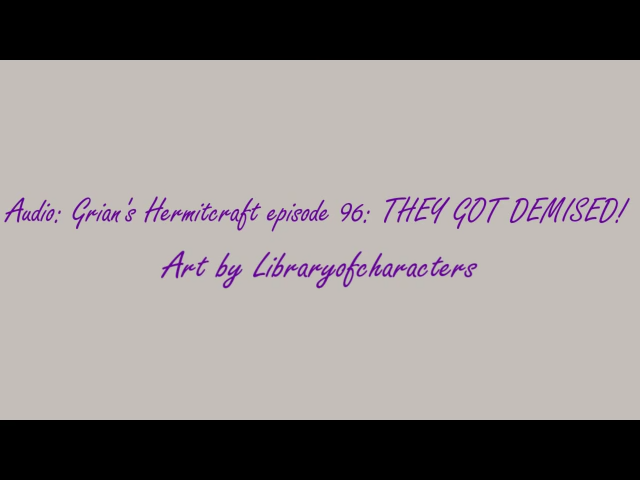 Audio: Grian's Hermitcraft episode 96: THEY GOT DEMISED!
Art by Libraryofcharacters